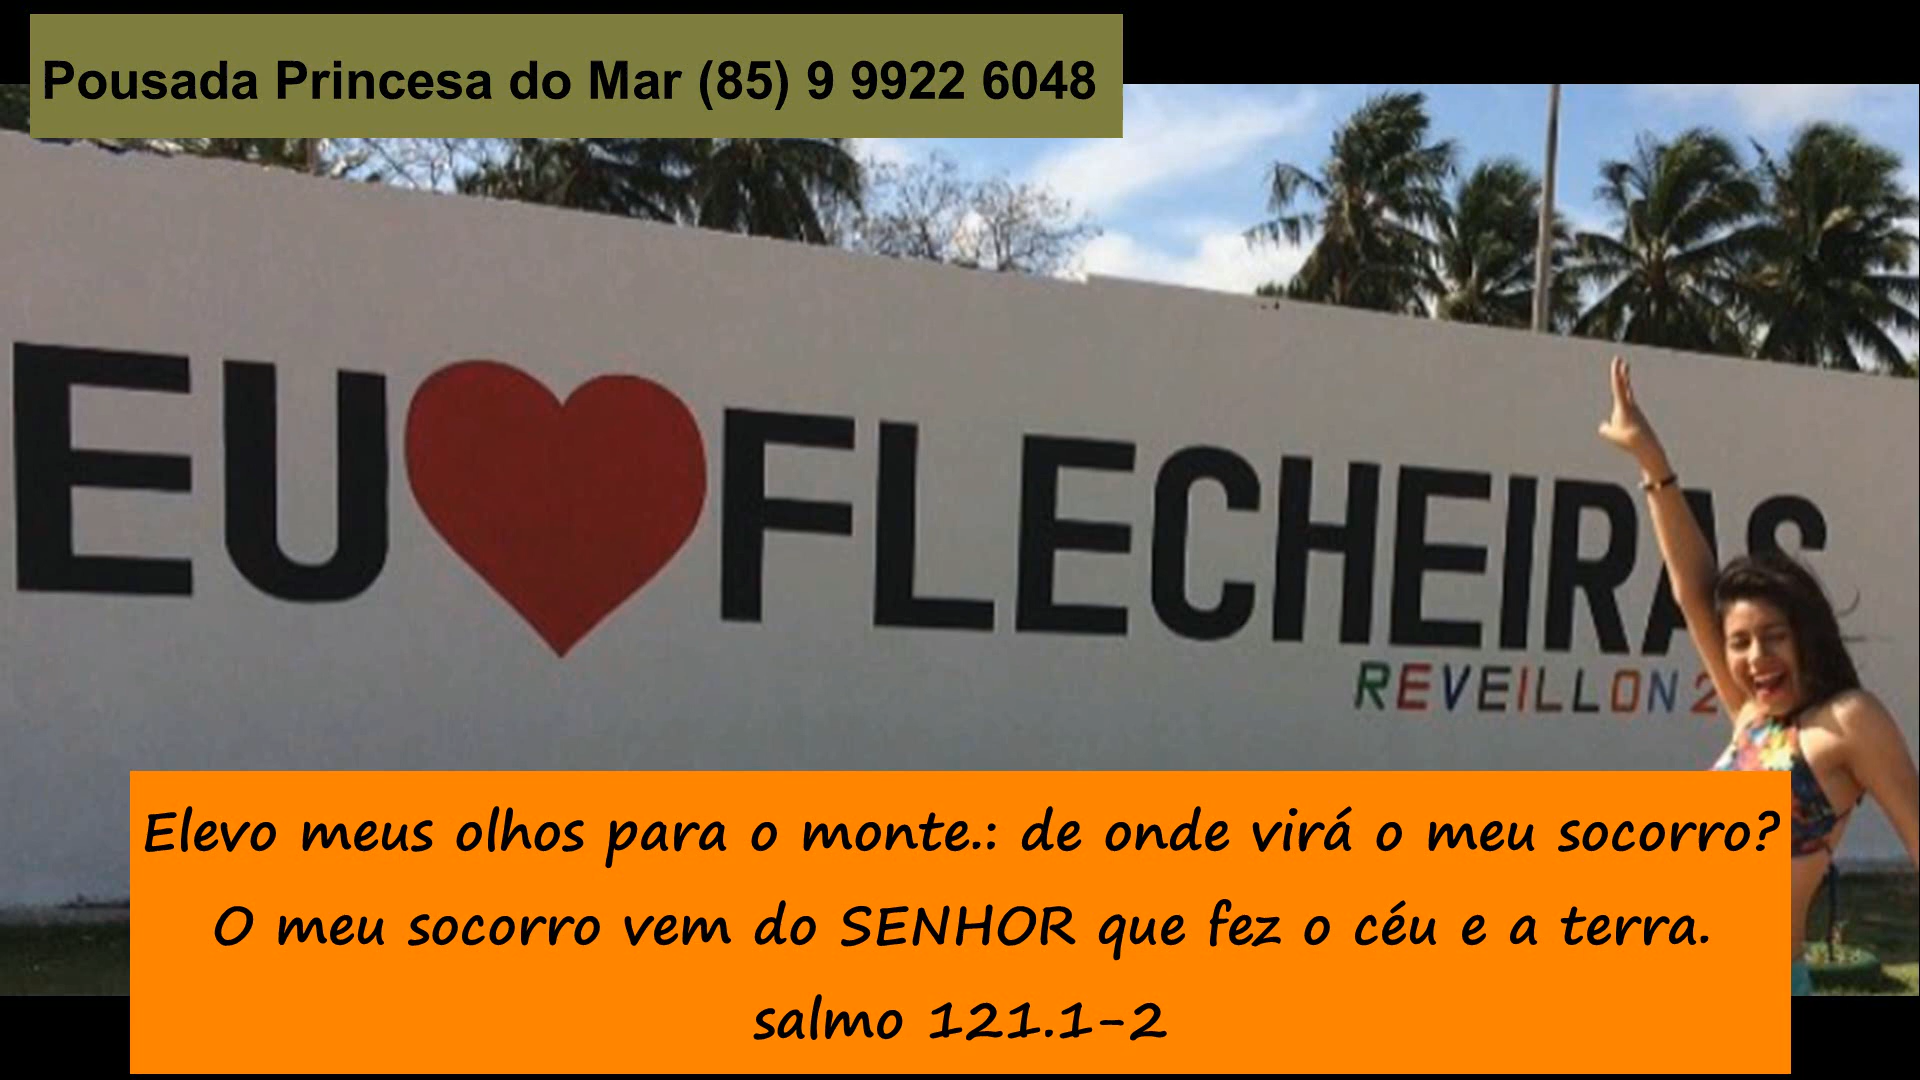 Pousada Princesa do Mar (85) 9 9922 6048
EU FLECHEIRAS
REVEILLON 2
Elevo meus olhos para o monte.: de onde virá o meu socorro?
O meu socorro vem do SENHOR que fez o céu e a terra.
salmo 121.1-2